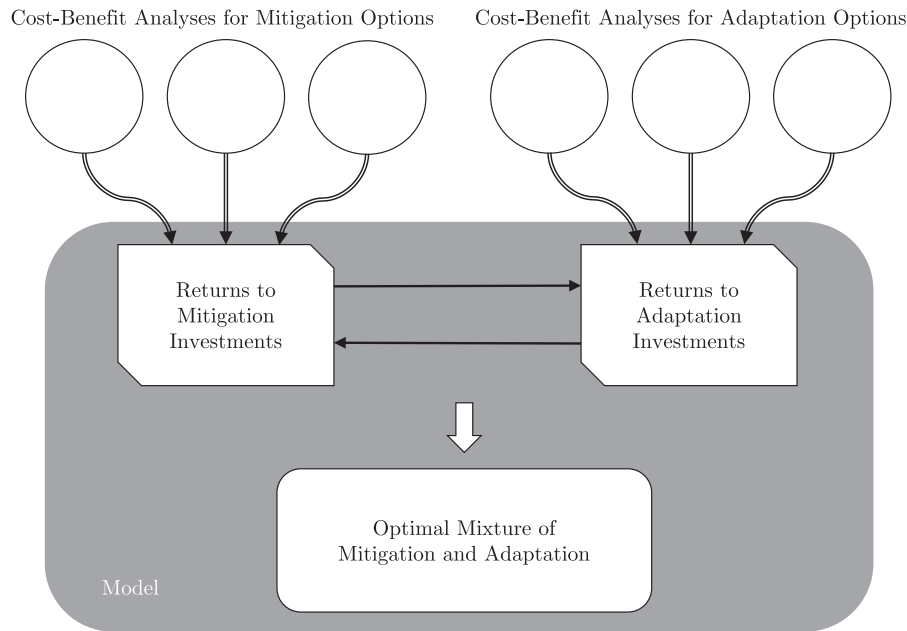 Cost-Benefit Analyses for Mitigation Options
Cost-Benefit Analyses for Adaptation Options
Returns to
Mitigation
Investments
Returns to
Adaptation
Investments
Optimal Mixture of
Mitigation and Adaptation
Model